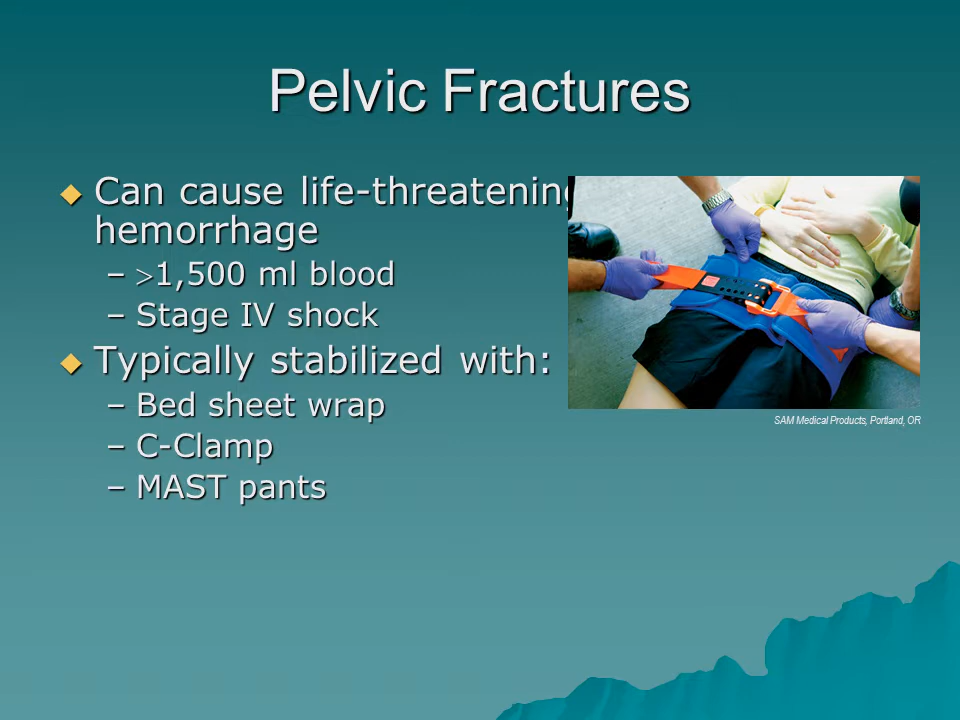 Pelvic Fractures
Can cause life-threatening
hemorrhage
– >1,500 ml blood
– Stage IV shock
Typically stabilized with:
– Bed sheet wrap
– C-Clamp
– MAST pants
SAM Medical Products, Portland, OR